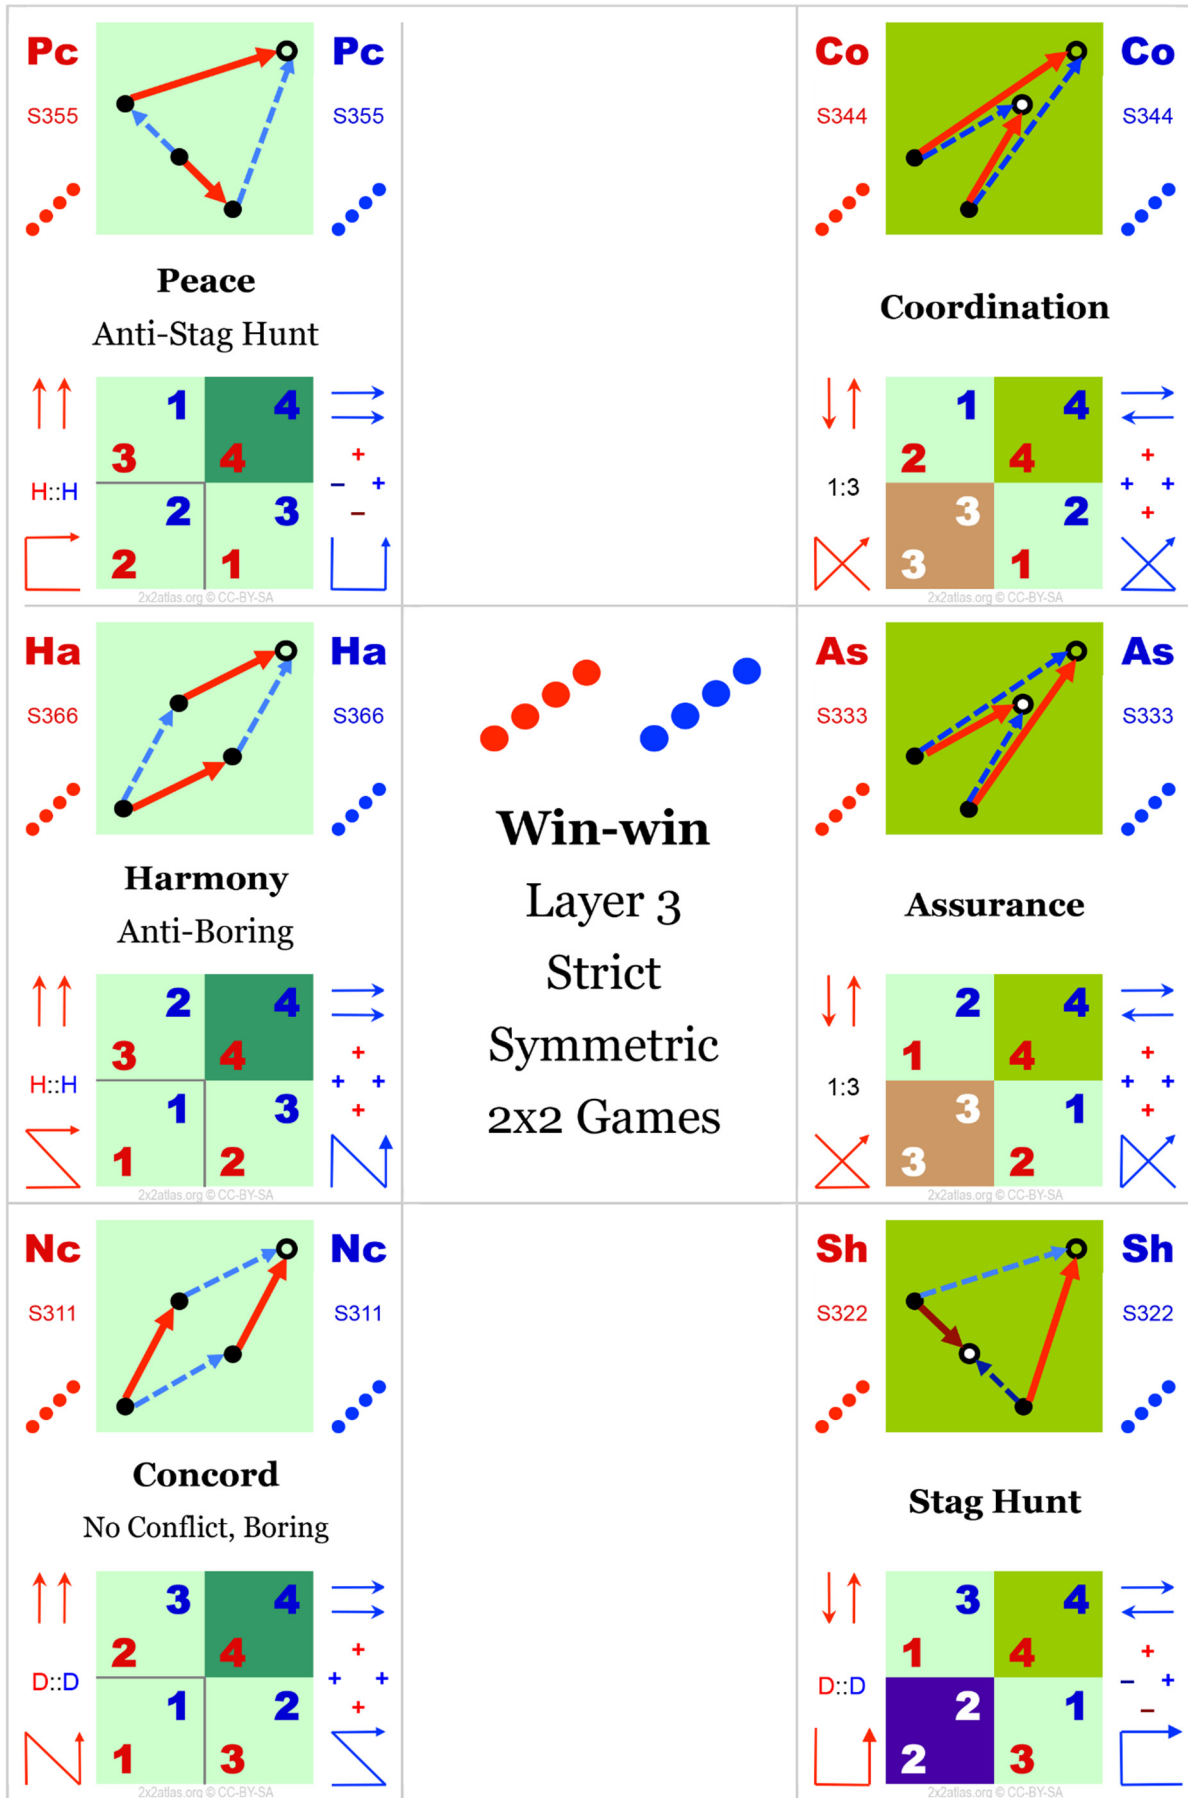 Pc Pc
S355 S355
Peace
Anti-Stag Hunt
1 4
3 4
+
H::H
– +
2 3
–
2 1
2x2atlas.org © CC-BY-SA
Co Co
S344 S344
Coordination
1 4
2 4
+
1:3
+ +
3 2
+
3 1
2x2atlas.org © CC-BY-SA
Ha Ha
S366 S366
Harmony
Anti-Boring
2 4
3 4
+
H::H
+ +
1 3
+
1 2
2x2atlas.org © CC-BY-SA
Win-win
Layer 3
Strict
Symmetric
2x2 Games
As As
S333 S333
Assurance
2 4
1 4
+
1:3
+ +
3 1
+
3 2
2x2atlas.org © CC-BY-SA
Nc Nc
S311 S311
Concord
No Conflict, Boring
3 4
2 4
+
D::D
+ +
1 2
+
1 3
2x2atlas.org © CC-BY-SA
Sh Sh
S322 S322
Stag Hunt
3 4
1 4
+
D::D
– +
2 1
–
2 3
2x2atlas.org © CC-BY-SA